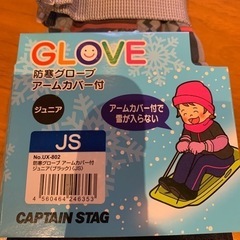 GLOVE
防寒グローブ
アームカバー付
ジュニア
アームカバー付で
雪が入らない
JS
No.UX-802
防寒グローブ アームカバー付
ジュニア(ブラック)(JS)
4 560464 246353
CAPTAIN STAG